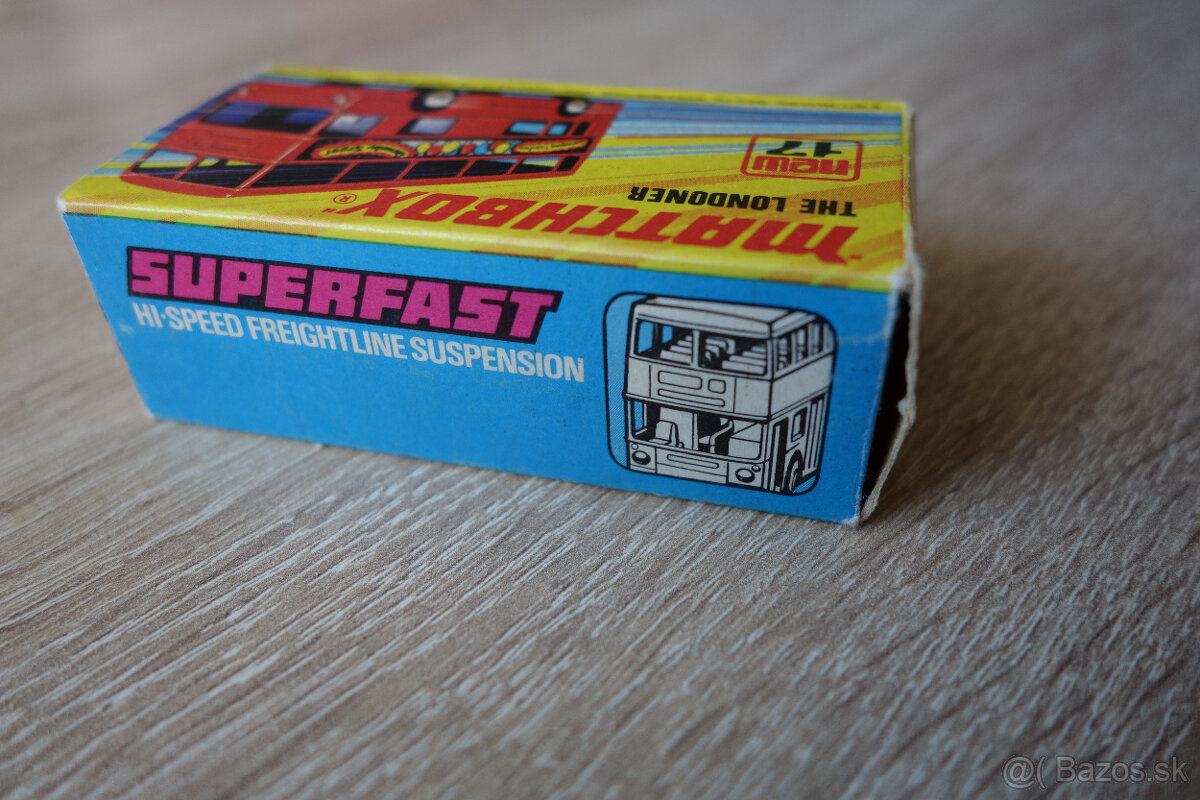 "MATCHBOX"®
THE LONDONER
new
17
SUPERFAST
HI-SPEED FREIGHTLINE SUSPENSION
@( Bazos.sk